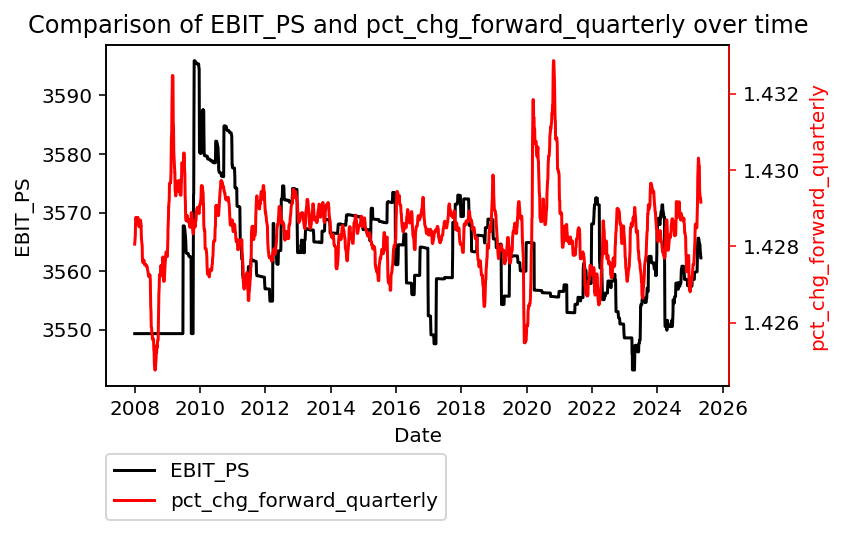 Comparison of EBIT_PS and pct_chg_forward_quarterly over time
EBIT_PS
3590
3580
3570
3560
3550
1.432
1.430
1.428
1.426
pct_chg_forward_quarterly
2008 2010 2012 2014 2016 2018 2020 2022 2024 2026
Date
EBIT_PS
pct_chg_forward_quarterly